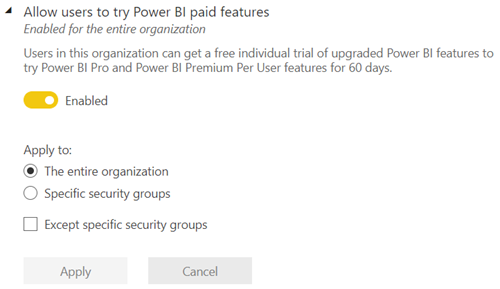 Allow users to try Power BI paid features
Enabled for the entire organization
Users in this organization can get a free individual trial of upgraded Power BI features to
try Power BI Pro and Power BI Premium Per User features for 60 days.
Enabled
Apply to:
The entire organization
Specific security groups
Except specific security groups
Apply
Cancel